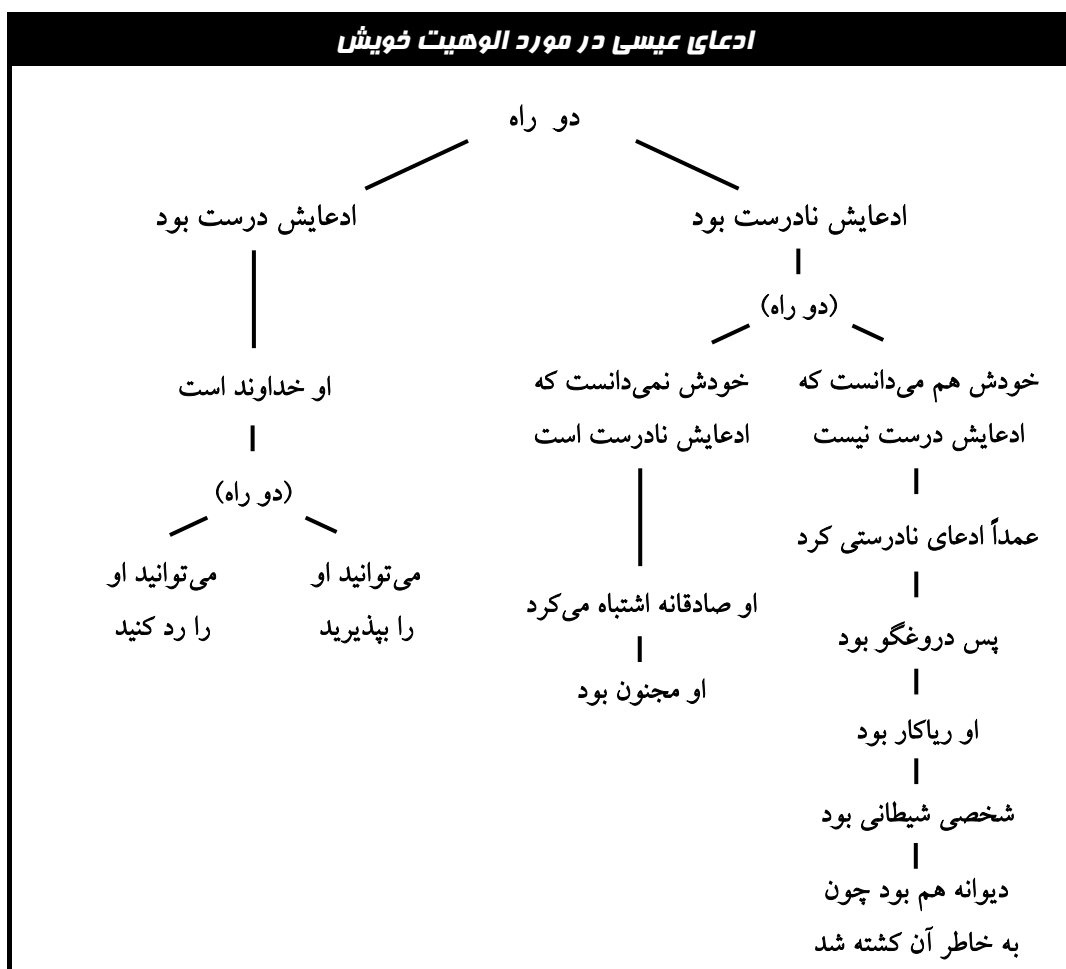 ادعای عیسی در مورد الوهیت خویش
دو راه
ادعایش نادرست بود
ادعایش درست بود
(دو راه)
خودش هم می‌دانست که
ادعایش درست نیست
خودش نمی‌دانست که
ادعایش نادرست است
عمداً ادعای نادرستی کرد
پس دروغگو بود
او ریاکار بود
شخصی شیطانی بود
دیوانه هم بود چون
به خاطر آن کشته شد
او صادقانه اشتباه می‌کرد
او مجنون بود
او خداوند است
(دو راه)
می‌توانید او
را بپذیرید
می‌توانید او
را رد کنید